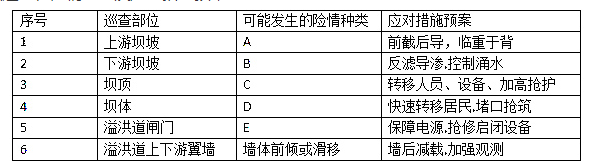 序号 巡查部位 可能发生的险情种类 应对措施预案
1 上游坝坡 A 前截后导，临重于背
2 下游坝坡 B 反滤导渗,控制涌水
3 坝顶 C 转移人员、设备、加高抢护
4 坝体 D 快速转移居民,堵口抢筑
5 溢洪道闸门 E 保障电源,抢修启闭设备
6 溢洪道上下游翼墙 墙体前倾或滑移 墙后减载,加强观测